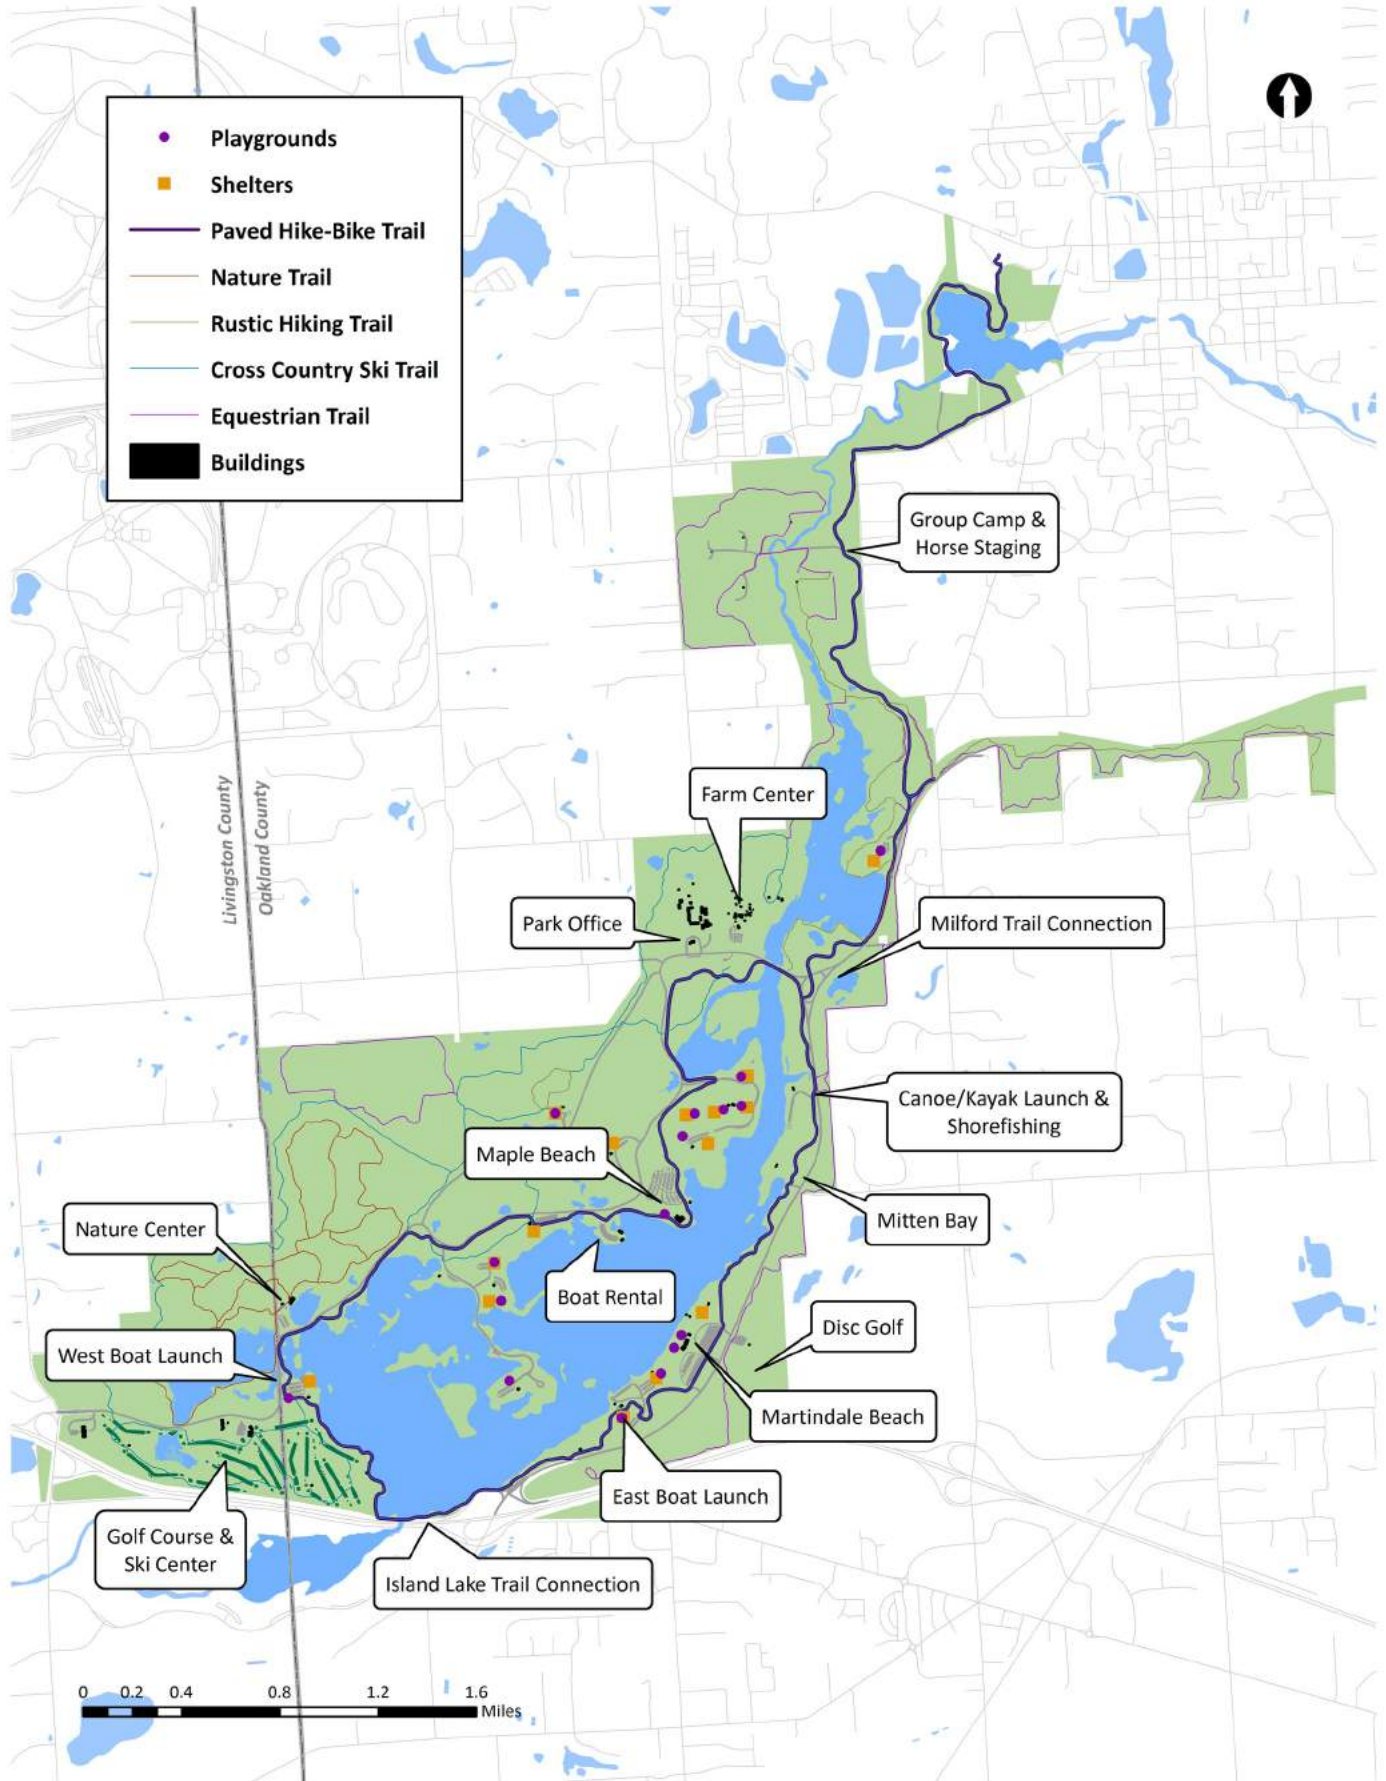 Playgrounds
Shelters
Paved Hike-Bike Trail
Nature Trail
Rustic Hiking Trail
Cross Country Ski Trail
Equestrian Trail
Buildings
Group Camp &
Horse Staging
Farm Center
Livingston County
Oakland County
Park Office
Milford Trail Connection
Canoe/Kayak Launch &
Shorefishing
Maple Beach
Mitten Bay
Nature Center
Boat Rental
Disc Golf
West Boat Launch
Martindale Beach
East Boat Launch
Golf Course &
Ski Center
Island Lake Trail Connection
0 0.2 0.4 0.8 1.2 1.6
Miles